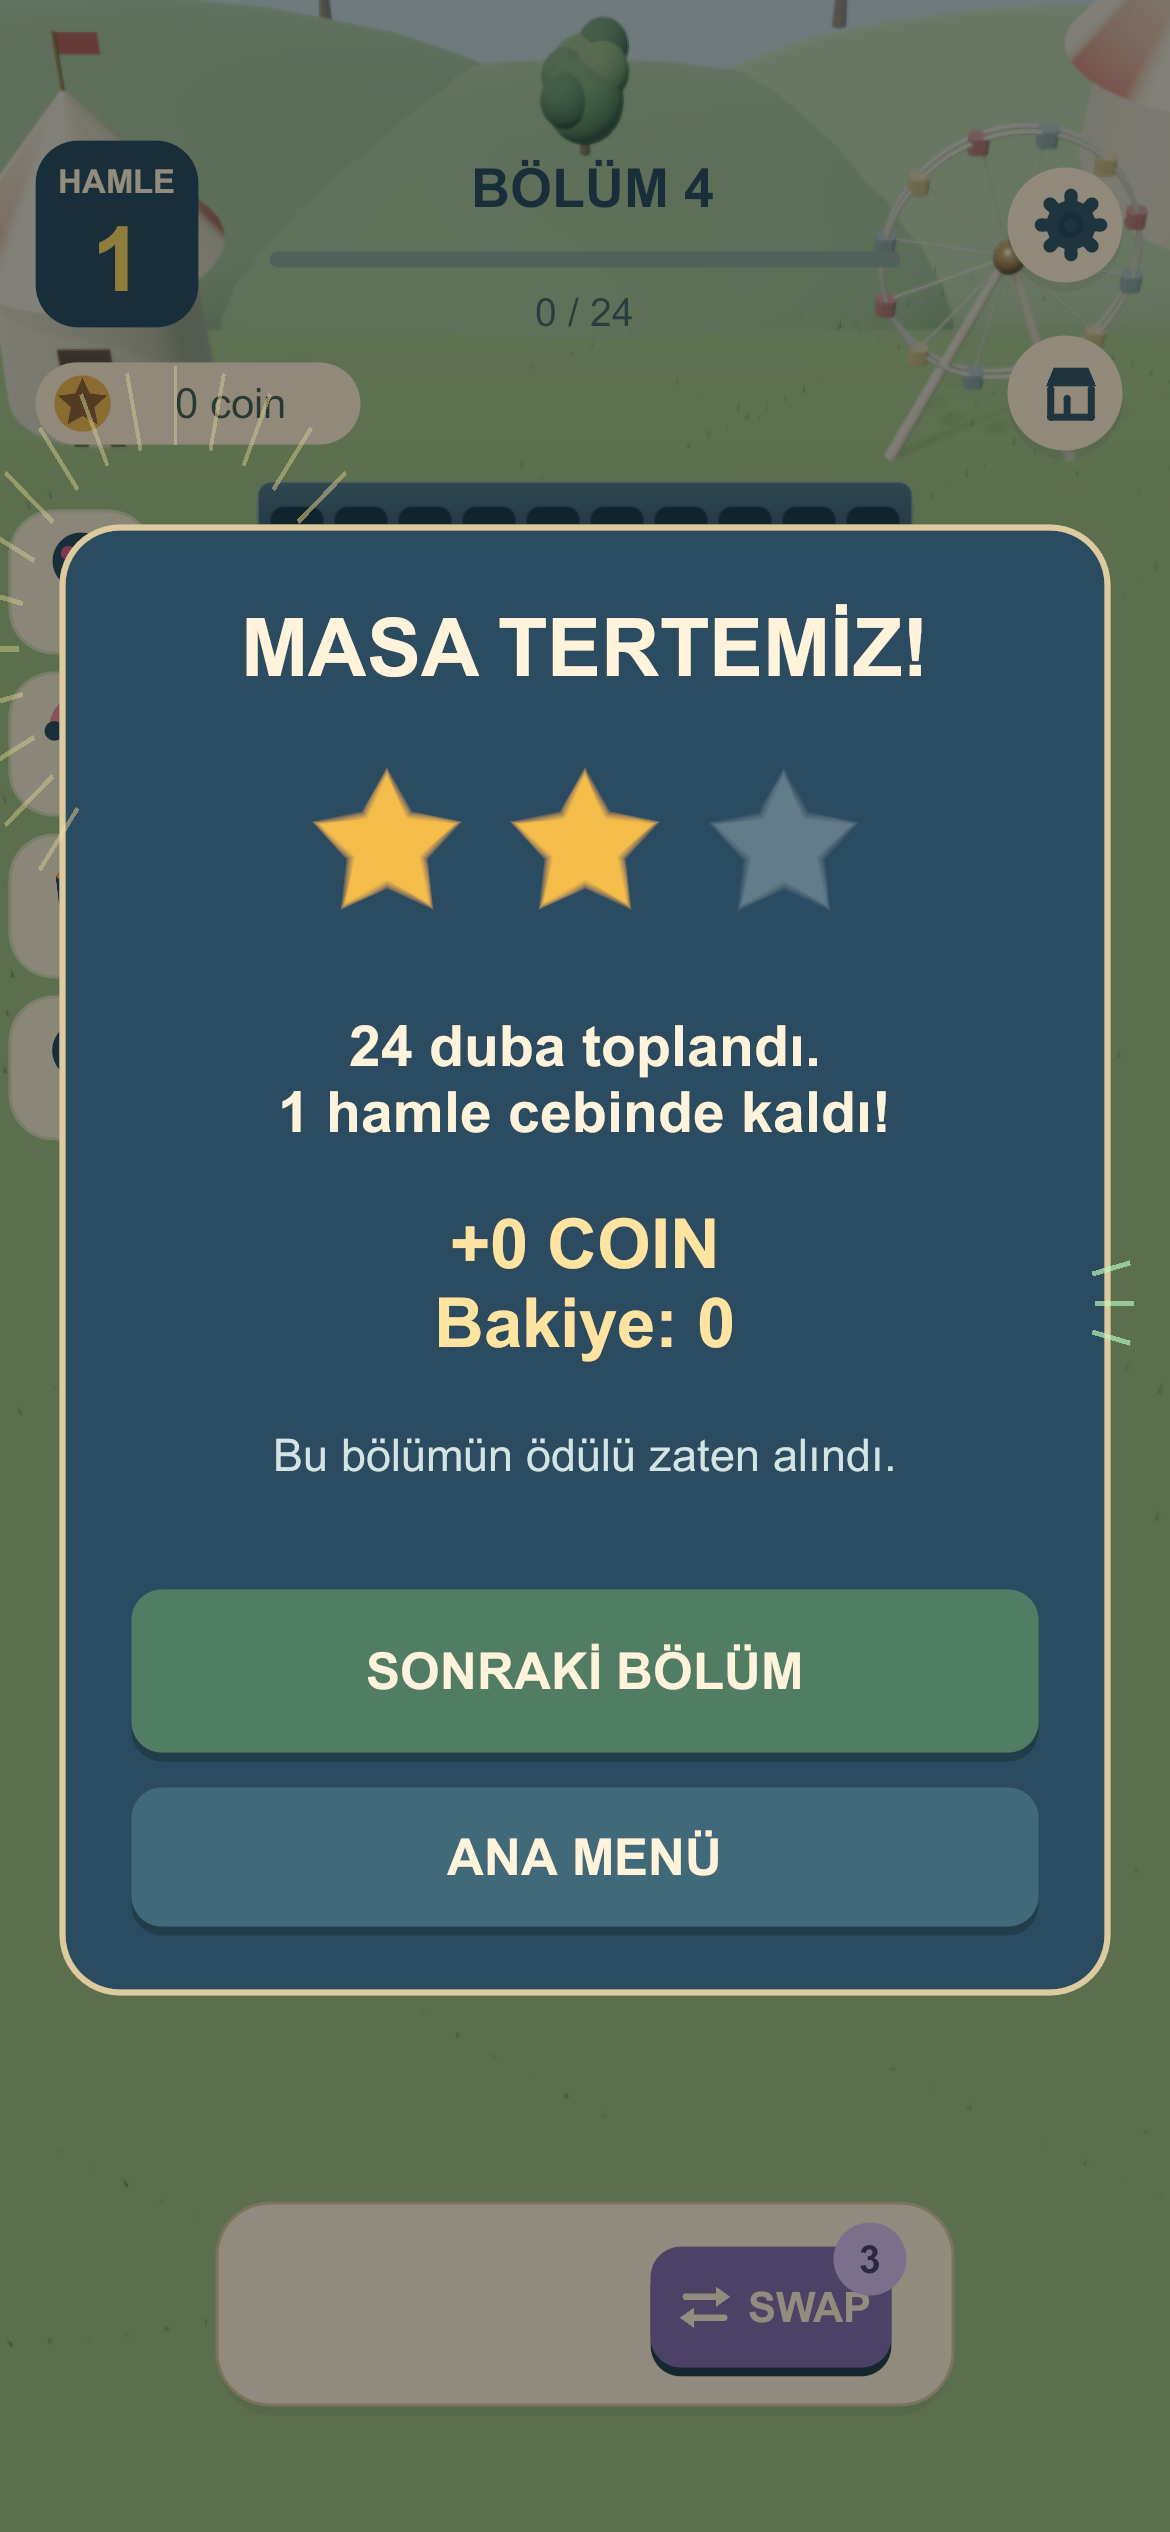 HAMLE
1
BÖLÜM 4
0 / 24
0 coin
MASA TERTEMİZ!
24 duba toplandı.
1 hamle cebinde kaldı!
+0 COIN
Bakiye: 0
Bu bölümün ödülü zaten alındı.
SONRAKİ BÖLÜM
ANA MENÜ
3
SWAP